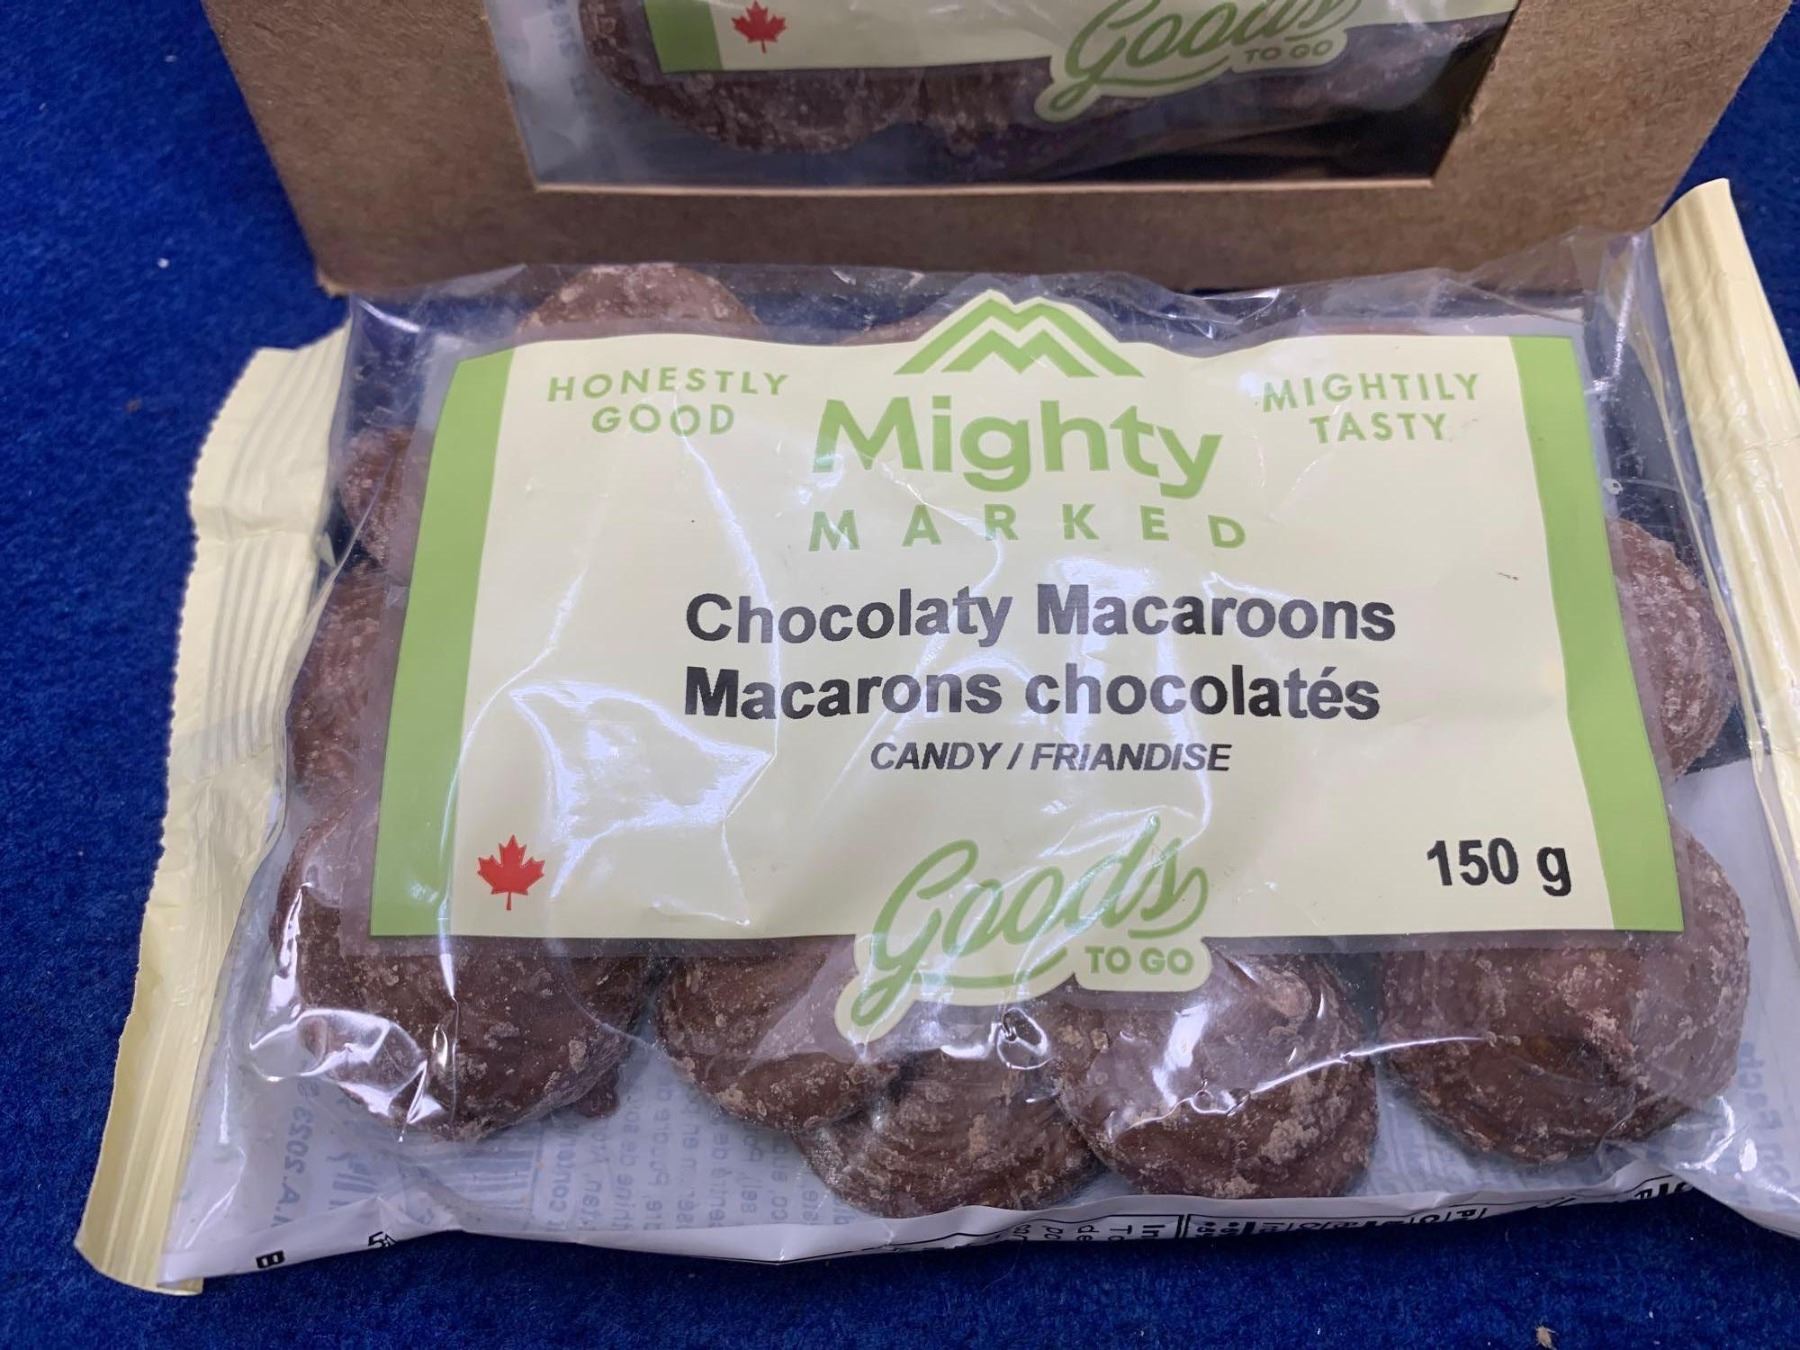 Goods
TO GO
HONESTLY
GOOD
Mighty
MARKED
MIGHTILY
TASTY
Chocolaty Macaroons
Macarons chocolatés
CANDY / FRIANDISE
150 g
Goods
TO GO